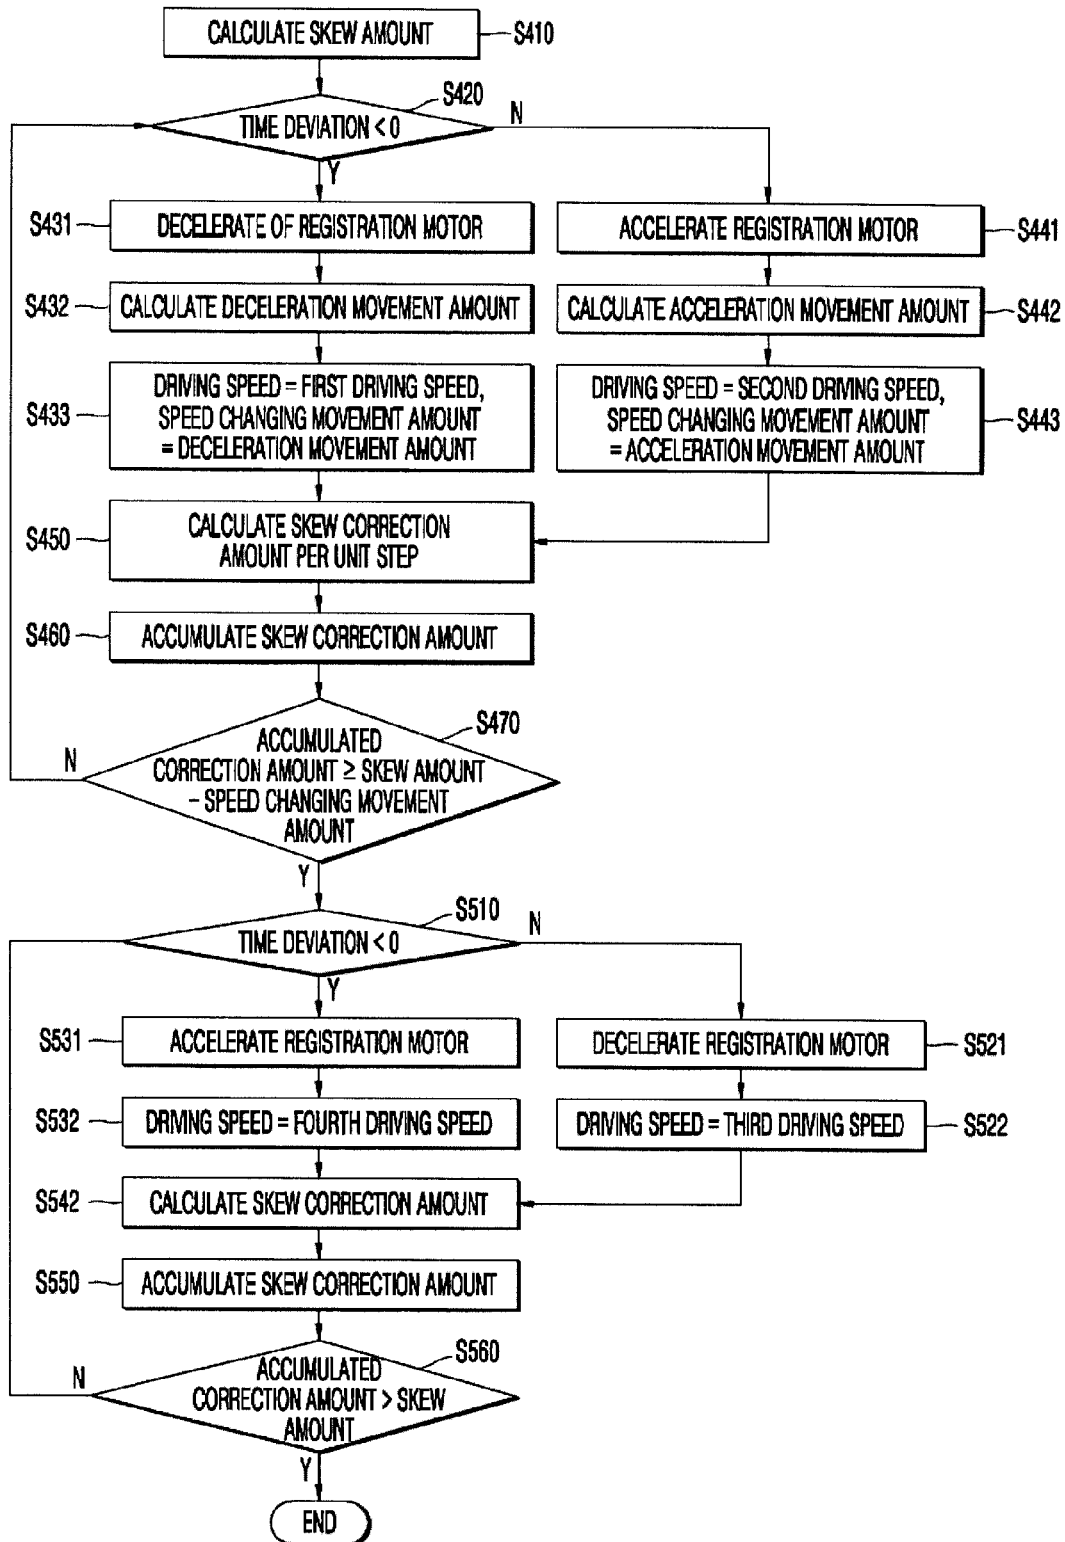 CALCULATE SKEW AMOUNT
S410
S420
TIME DEVIATION < 0
N
Y
S431
DECELERATE OF REGISTRATION MOTOR
ACCELERATE REGISTRATION MOTOR
S441
S432
CALCULATE DECELERATION MOVEMENT AMOUNT
CALCULATE ACCELERATION MOVEMENT AMOUNT
S442
S433
DRIVING SPEED = FIRST DRIVING SPEED,
SPEED CHANGING MOVEMENT AMOUNT
= DECELERATION MOVEMENT AMOUNT
DRIVING SPEED = SECOND DRIVING SPEED,
SPEED CHANGING MOVEMENT AMOUNT
= ACCELERATION MOVEMENT AMOUNT
S443
S450
CALCULATE SKEW CORRECTION
AMOUNT PER UNIT STEP
S460
ACCUMULATE SKEW CORRECTION AMOUNT
S470
N
ACCUMULATED
CORRECTION AMOUNT ≥ SKEW AMOUNT
– SPEED CHANGING MOVEMENT
AMOUNT
Y
S510
TIME DEVIATION < 0
N
Y
S531
ACCELERATE REGISTRATION MOTOR
DECELERATE REGISTRATION MOTOR
S521
S532
DRIVING SPEED = FOURTH DRIVING SPEED
DRIVING SPEED = THIRD DRIVING SPEED
S522
S542
CALCULATE SKEW CORRECTION AMOUNT
S550
ACCUMULATE SKEW CORRECTION AMOUNT
S560
N
ACCUMULATED
CORRECTION AMOUNT > SKEW
AMOUNT
Y
END